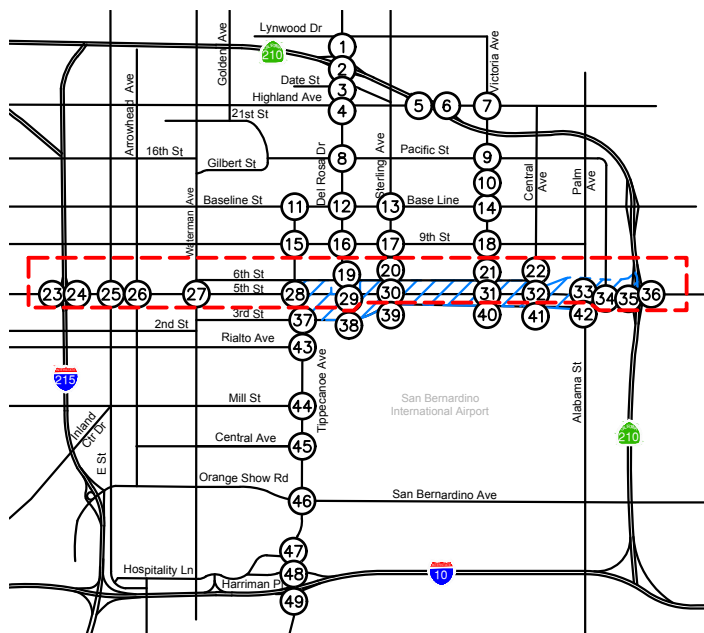 Lynwood Dr
1
Golden Ave
Victoria Ave
210
2
Date St
3
Highland Ave
4
5
6
7
21st St
Arrowhead Ave
16th St
Gilbert St
Del Rosa Dr
8
Sterling Ave
Pacific St
9
Central Ave
Palm Ave
10
Baseline St
11
12
13
Base Line
14
Waterman Ave
15
16
17
9th St
18
6th St
19
20
21
22
5th St
23
24
25
26
27
28
29
30
31
32
33
34
35
36
3rd St
37
38
39
40
41
42
2nd St
Rialto Ave
43
215
Tippecanoe Ave
San Bernardino
International Airport
Alabama St
Mill St
44
Inland
Ctr Dr
E St
Central Ave
45
210
Orange Show Rd
46
San Bernardino Ave
47
Hospitality Ln
48
10
Harriman P
49